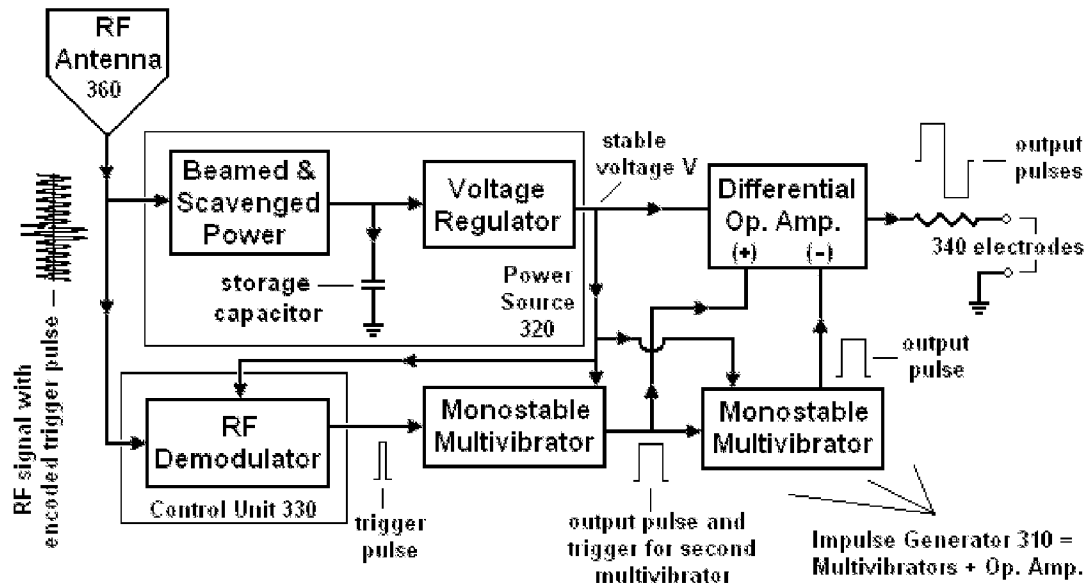 RF
Antenna
360
RF signal with
encoded trigger pulse
Beamed &
Scavenged
Power
Voltage
Regulator
storage
capacitor
Power
Source
320
stable
voltage V
Differential
Op. Amp.
(+) (-)
output
pulses
340 electrodes
output
pulse
RF
Demodulator
Control Unit 330
trigger
pulse
Monostable
Multivibrator
output pulse and
trigger for second
multivibrator
Monostable
Multivibrator
Impulse Generator 310 =
Multivibrators + Op. Amp.